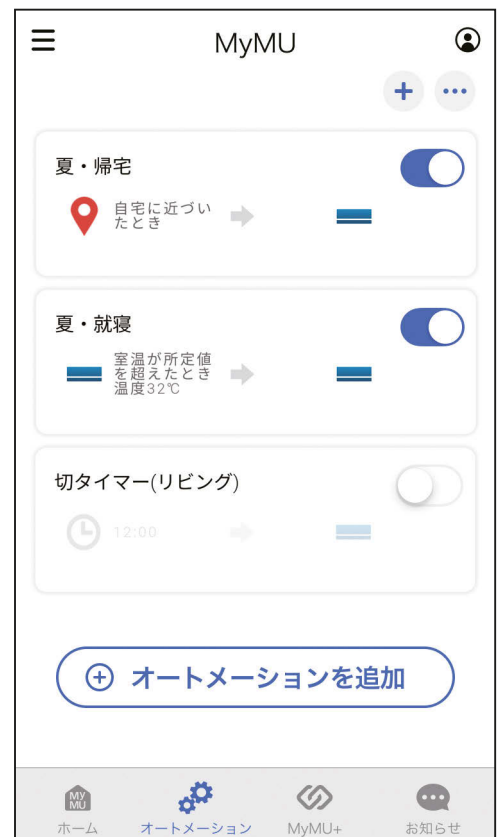 MyMU
夏・帰宅
自宅に近づい
たとき
夏・就寝
室温が所定値
を超えたとき
温度32℃
切タイマー(リビング)
12:00
オートメーションを追加
MY
MU
ホーム
オートメーション
MyMU+
お知らせ